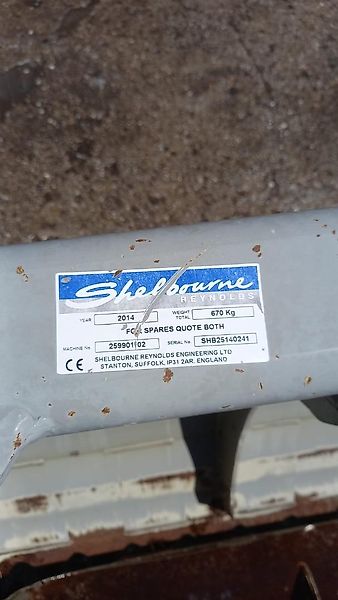 Shelbourne
REYNOLDS
YEAR 2014 WEIGHT TOTAL 670 Kg
FOR SPARES QUOTE BOTH
MACHINE No. 25990102 SERIAL No. SHB25140241
SHELBOURNE REYNOLDS ENGINEERING LTD
CE STANTON, SUFFOLK, IP31 2AR. ENGLAND